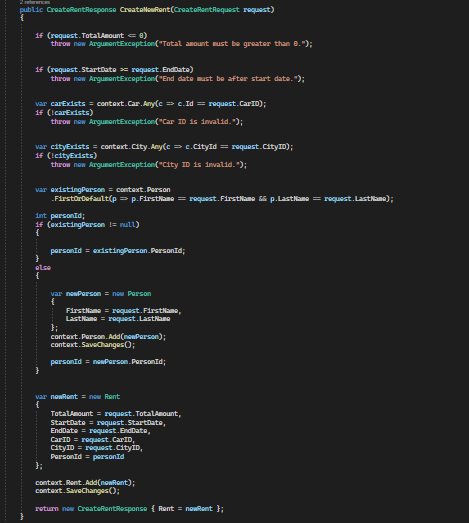 2 references
public CreateRentResponse CreateNewRent(CreateRentRequest request)
{
if (request.TotalAmount <= 0)
throw new ArgumentException("Total amount must be greater than 0.");
if (request.StartDate >= request.EndDate)
throw new ArgumentException("End date must be after start date.");
var carExists = context.Car.Any(c => c.Id == request.CarID);
if (!carExists)
throw new ArgumentException("Car ID is invalid.");
var cityExists = context.City.Any(c => c.CityId == request.CityID);
if (!cityExists)
throw new ArgumentException("City ID is invalid.");
var existingPerson = context.Person
.FirstOrDefault(p => p.FirstName == request.FirstName && p.LastName == request.LastName);
int personId;
if (existingPerson != null)
{
personId = existingPerson.PersonId;
}
else
{
var newPerson = new Person
{
FirstName = request.FirstName,
LastName = request.LastName
};
context.Person.Add(newPerson);
context.SaveChanges();
personId = newPerson.PersonId;
}
var newRent = new Rent
{
TotalAmount = request.TotalAmount,
StartDate = request.StartDate,
EndDate = request.EndDate,
CarID = request.CarID,
CityID = request.CityID,
PersonId = personId
};
context.Rent.Add(newRent);
context.SaveChanges();
return new CreateRentResponse { Rent = newRent };
}